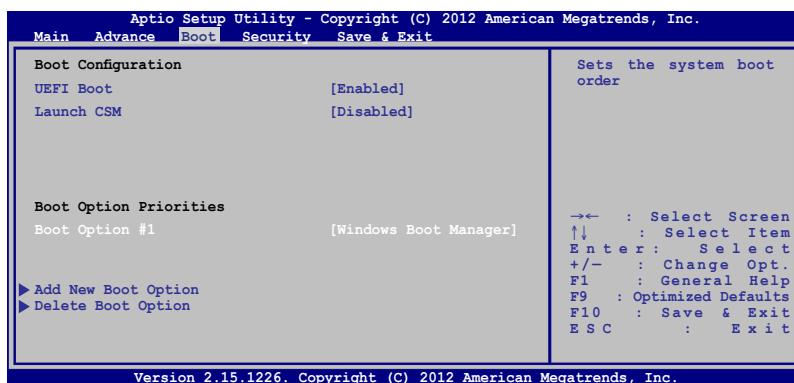 Aptio Setup Utility - Copyright (C) 2012 American Megatrends, Inc.
Main Advance Boot Security Save & Exit
Boot Configuration
UEFI Boot [Enabled]
Launch CSM [Disabled]
Boot Option Priorities
Boot Option #1 [Windows Boot Manager]
Add New Boot Option
Delete Boot Option
Sets the system boot
order
→← : Select Screen
↑↓ : Select Item
Enter: Select
+/— : Change Opt.
F1 : General Help
F9 : Optimized Defaults
F10 : Save & Exit
ESC : Exit
Version 2.15.1226. Copyright (C) 2012 American Megatrends, Inc.